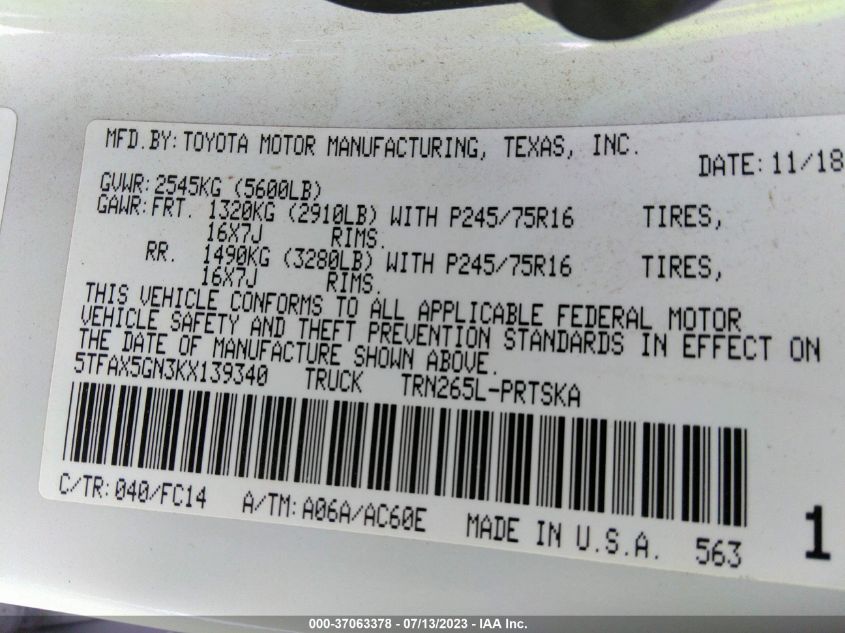 MFD.BY:TOYOTA MOTOR MANUFACTURING, TEXAS, INC.
DATE:11/18
GVWR:2545KG (5600LB)
GAWR:FRT. 1320KG (2910LB) WITH P245/75R16 TIRES,
16X7J RIMS.
RR. 1490KG (3280LB) WITH P245/75R16 TIRES,
16X7J RIMS.
THIS VEHICLE CONFORMS TO ALL APPLICABLE FEDERAL MOTOR
VEHICLE SAFETY AND THEFT PREVENTION STANDARDS IN EFFECT ON
THE DATE OF MANUFACTURE SHOWN ABOVE.
5TFAX5GN3KX139340 TRUCK TRN265L-PRTSKA
C/TR:040/FC14 A/TM:A06A/AC60E MADE IN U.S.A. 563 1
000-37063378 - 07/13/2023 - IAA Inc.